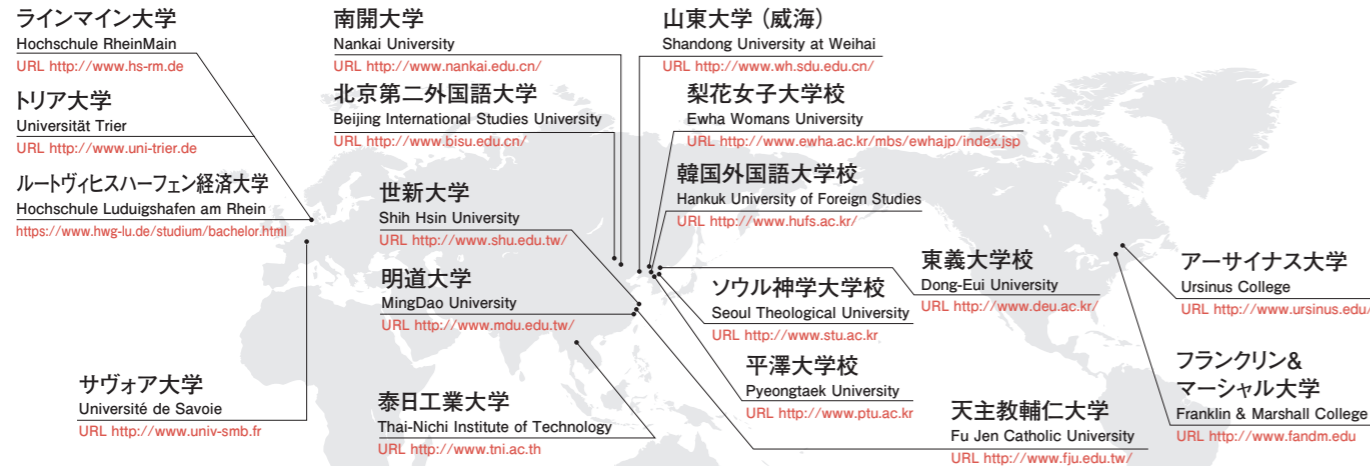 ラインマイン大学
Hochschule RheinMain
URL http://www.hs-rm.de
トリア大学
Universität Trier
URL http://www.uni-trier.de
ルートヴィヒスハーフェン経済大学
Hochschule Luduigshafen am Rhein
https://www.hwg-lu.de/studium/bachelor.html
サヴォア大学
Université de Savoie
URL http://www.univ-smb.fr
南開大学
Nankai University
URL http://www.nankai.edu.cn/
北京第二外国語大学
Beijing International Studies University
URL http://www.bisu.edu.cn/
世新大学
Shih Hsin University
URL http://www.shu.edu.tw/
明道大学
MingDao University
URL http://www.mdu.edu.tw/
泰日工業大学
Thai-Nichi Institute of Technology
URL http://www.tni.ac.th
山東大学（威海）
Shandong University at Weihai
URL http://www.wh.sdu.edu.cn/
梨花女子大学校
Ewha Womans University
URL http://www.ewha.ac.kr/mbs/ewhajp/index.jsp
韓国外国語大学校
Hankuk University of Foreign Studies
URL http://www.hufs.ac.kr/
ソウル神学大学校
Seoul Theological University
URL http://www.stu.ac.kr
平澤大学校
Pyeongtaek University
URL http://www.ptu.ac.kr
東義大学校
Dong-Eui University
URL http://www.deu.ac.kr/
天主教輔仁大学
Fu Jen Catholic University
URL http://www.fju.edu.tw/
アーサイナス大学
Ursinus College
URL http://www.ursinus.edu/
フランクリン&
マーシャル大学
Franklin & Marshall College
URL http://www.fandm.edu